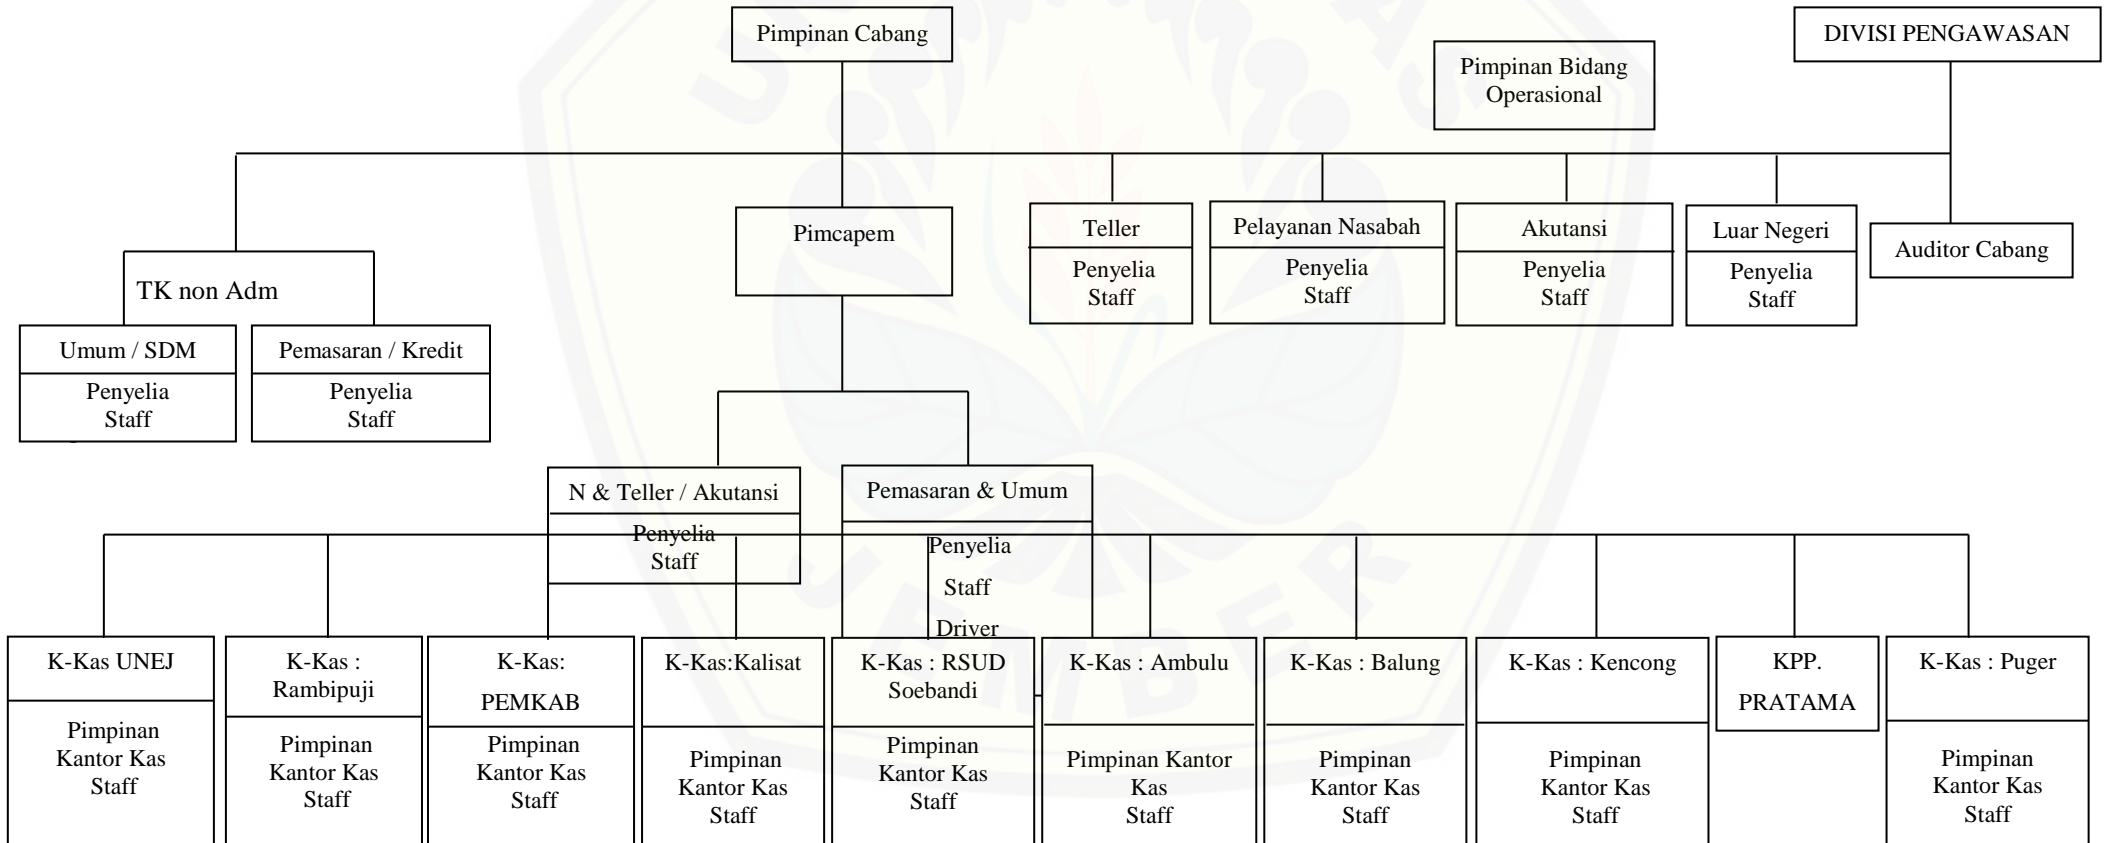 Pimpinan Cabang
DIVISI PENGAWASAN
Pimpinan Bidang
Operasional
Pimcapem
Teller
Penyelia
Staff
Pelayanan Nasabah
Penyelia
Staff
Akutansi
Penyelia
Staff
Luar Negeri
Penyelia
Staff
Auditor Cabang
TK non Adm
Umum / SDM
Penyelia
Staff
Pemasaran / Kredit
Penyelia
Staff
N & Teller / Akutansi
Penyelia
Staff
Pemasaran & Umum
Penyelia
Staff
Driver
K-Kas UNEJ
Pimpinan
Kantor Kas
Staff
K-Kas :
Rambipuji
Pimpinan
Kantor Kas
Staff
K-Kas:
PEMKAB
Pimpinan
Kantor Kas
Staff
K-Kas:Kalisat
Pimpinan
Kantor Kas
Staff
K-Kas : RSUD
Soebandi
Pimpinan
Kantor Kas
Staff
K-Kas : Ambulu
Pimpinan Kantor
Kas
Staff
K-Kas : Balung
Pimpinan
Kantor Kas
Staff
K-Kas : Kencong
Pimpinan
Kantor Kas
Staff
KPP.
PRATAMA
K-Kas : Puger
Pimpinan
Kantor Kas
Staff
JEMBER